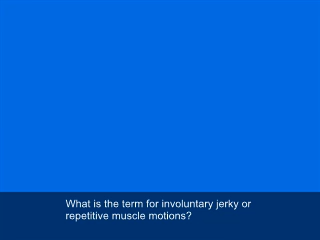 What is the term for involuntary jerky or
repetitive muscle motions?